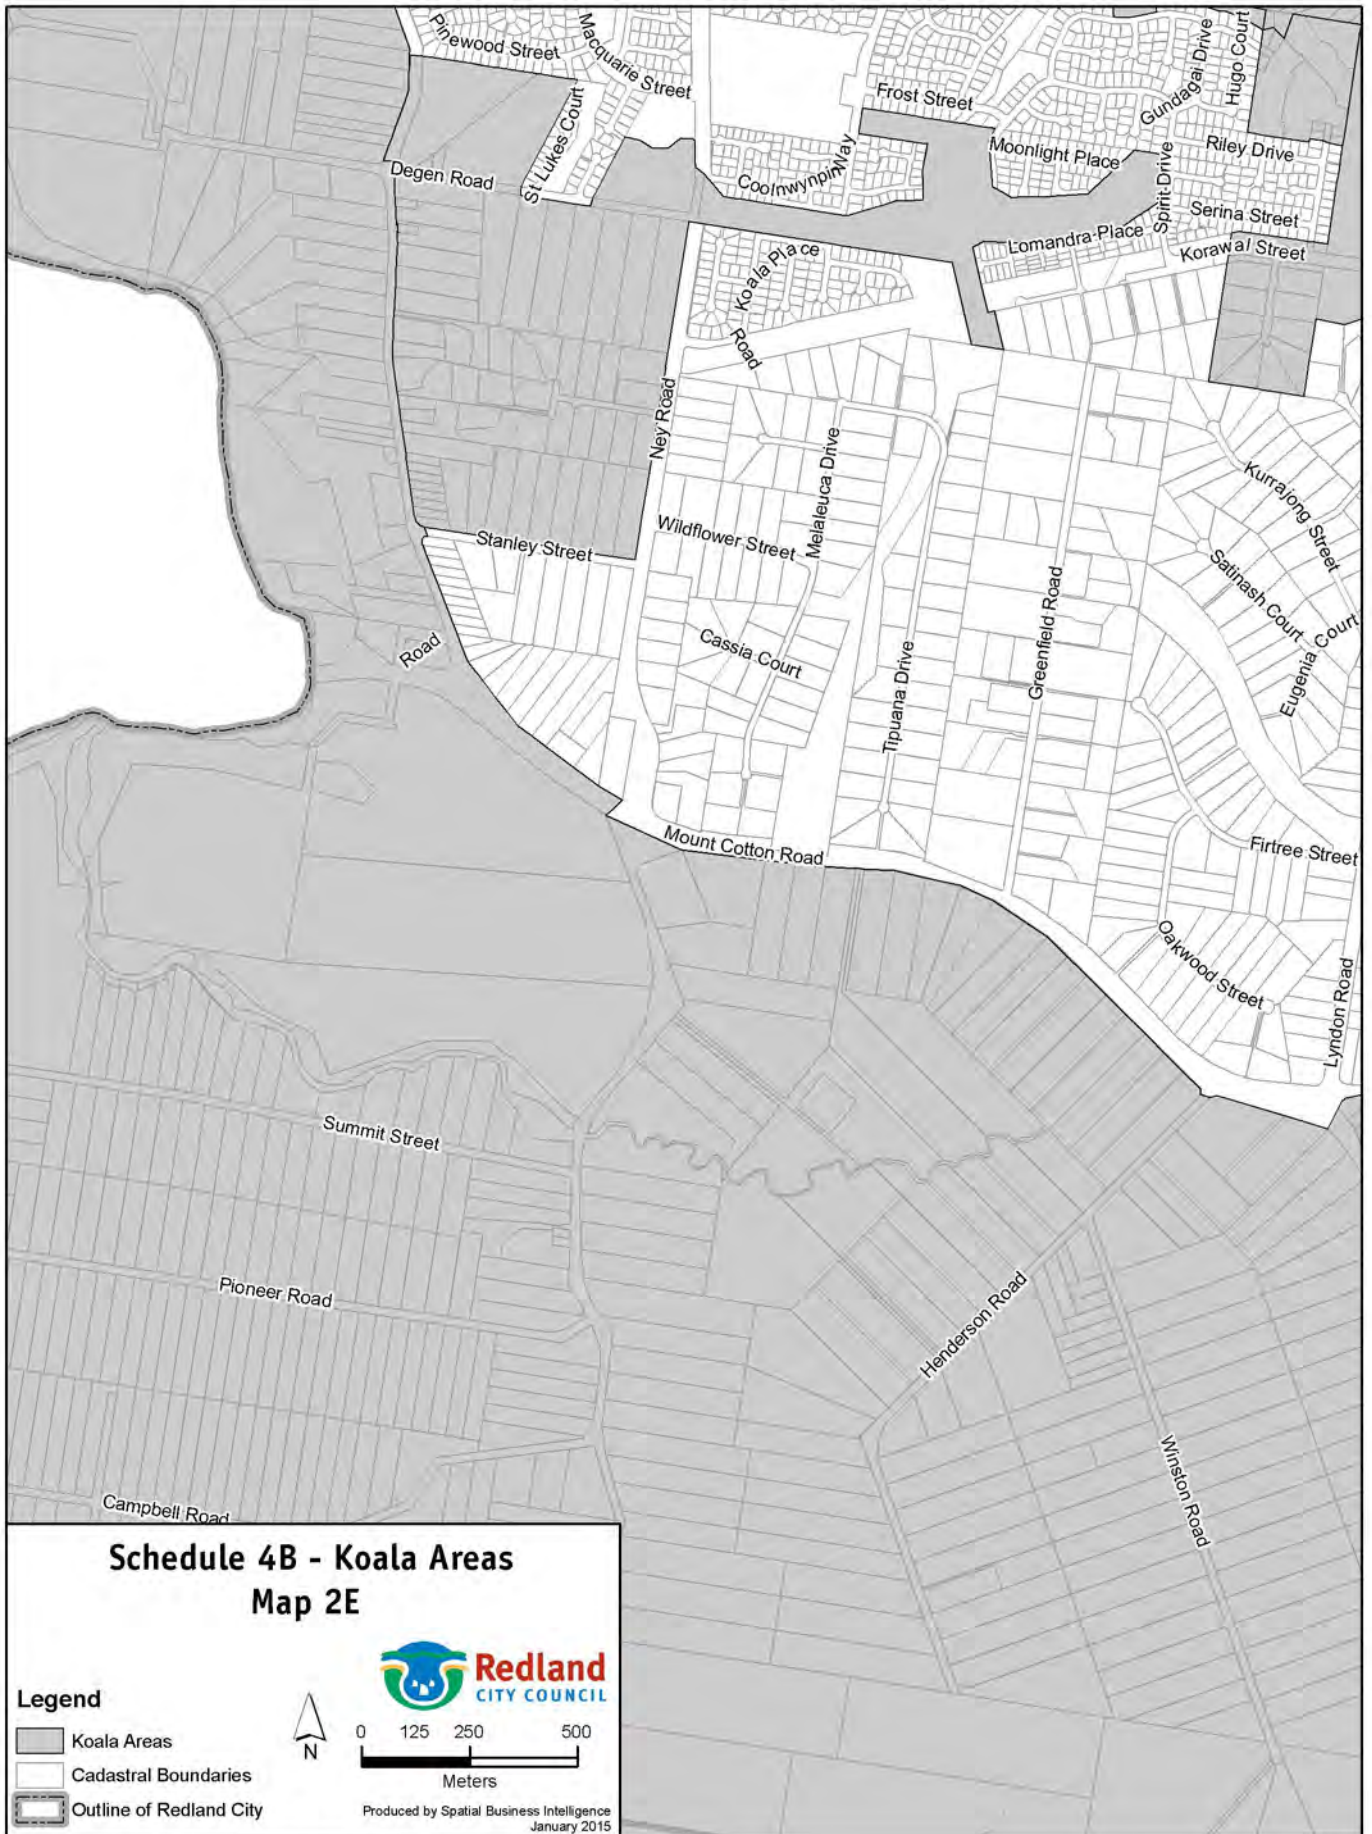 Pinewood Street
Macquarie Street
St Lukes Court
Degen Road
Frost Street
Gundagai Drive
Hugo Court
Moonlight Place
Riley Drive
Coolnwynpin Way
Spirit Drive
Serina Street
Lomandra Place
Korawal Street
Koala Place
Road
Ney Road
Melaleuca Drive
Kurrajong Street
Stanley Street
Wildflower Street
Satinash Court
Greenfield Road
Eugenia Court
Cassia Court
Road
Tipuana Drive
Mount Cotton Road
Firtree Street
Oakwood Street
Lyndon Road
Summit Street
Pioneer Road
Henderson Road
Winston Road
Campbell Road
Schedule 4B - Koala Areas
Map 2E
Redland
CITY COUNCIL
Legend
Koala Areas
Cadastral Boundaries
Outline of Redland City
N
0 125 250 500
Meters
Produced by Spatial Business Intelligence
January 2015